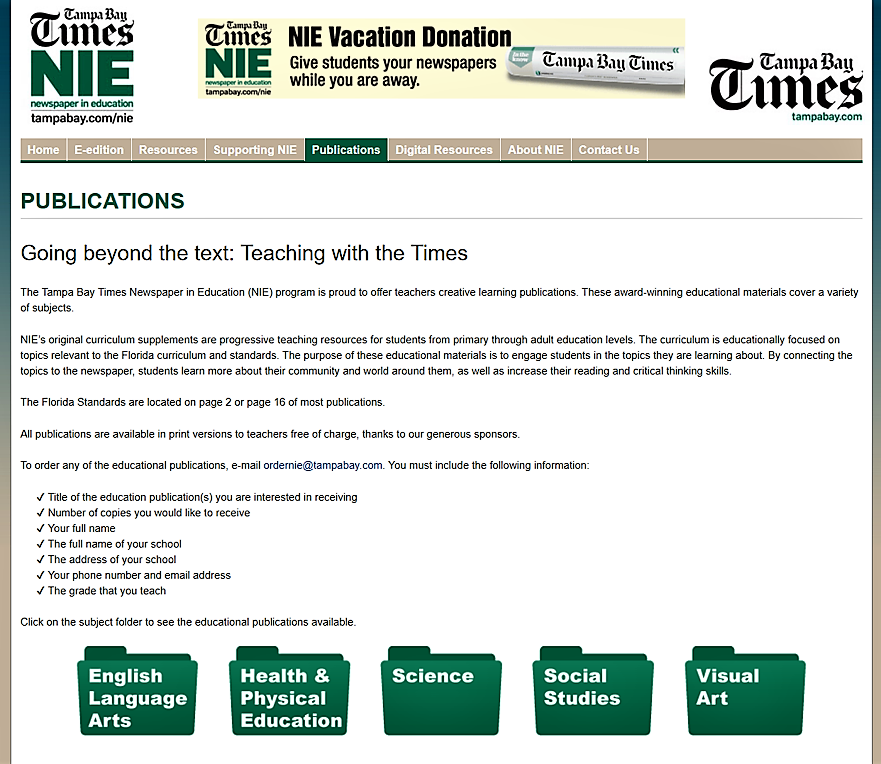 Tampa Bay
Times
NIE
newspaper in education
tampabay.com/nie
Tampa Bay
Times
NIE
newspaper in education
tampabay.com/nie
NIE Vacation Donation
Give students your newspapers
while you are away.
in the
know
Tampa Bay Times
Tampa Bay
Times
tampabay.com
Home E-edition Resources Supporting NIE Publications Digital Resources About NIE Contact Us
PUBLICATIONS
Going beyond the text: Teaching with the Times
The Tampa Bay Times Newspaper in Education (NIE) program is proud to offer teachers creative learning publications. These award-winning educational materials cover a variety
of subjects.
NIE's original curriculum supplements are progressive teaching resources for students from primary through adult education levels. The curriculum is educationally focused on
topics relevant to the Florida curriculum and standards. The purpose of these educational materials is to engage students in the topics they are learning about. By connecting the
topics to the newspaper, students learn more about their community and world around them, as well as increase their reading and critical thinking skills.
The Florida Standards are located on page 2 or page 16 of most publications.
All publications are available in print versions to teachers free of charge, thanks to our generous sponsors.
To order any of the educational publications, e-mail ordernie@tampabay.com. You must include the following information:
✓ Title of the education publication(s) you are interested in receiving
✓ Number of copies you would like to receive
✓ Your full name
✓ The full name of your school
✓ The address of your school
✓ Your phone number and email address
✓ The grade that you teach
Click on the subject folder to see the educational publications available.
English
Language
Arts
Health &
Physical
Education
Science
Social
Studies
Visual
Art